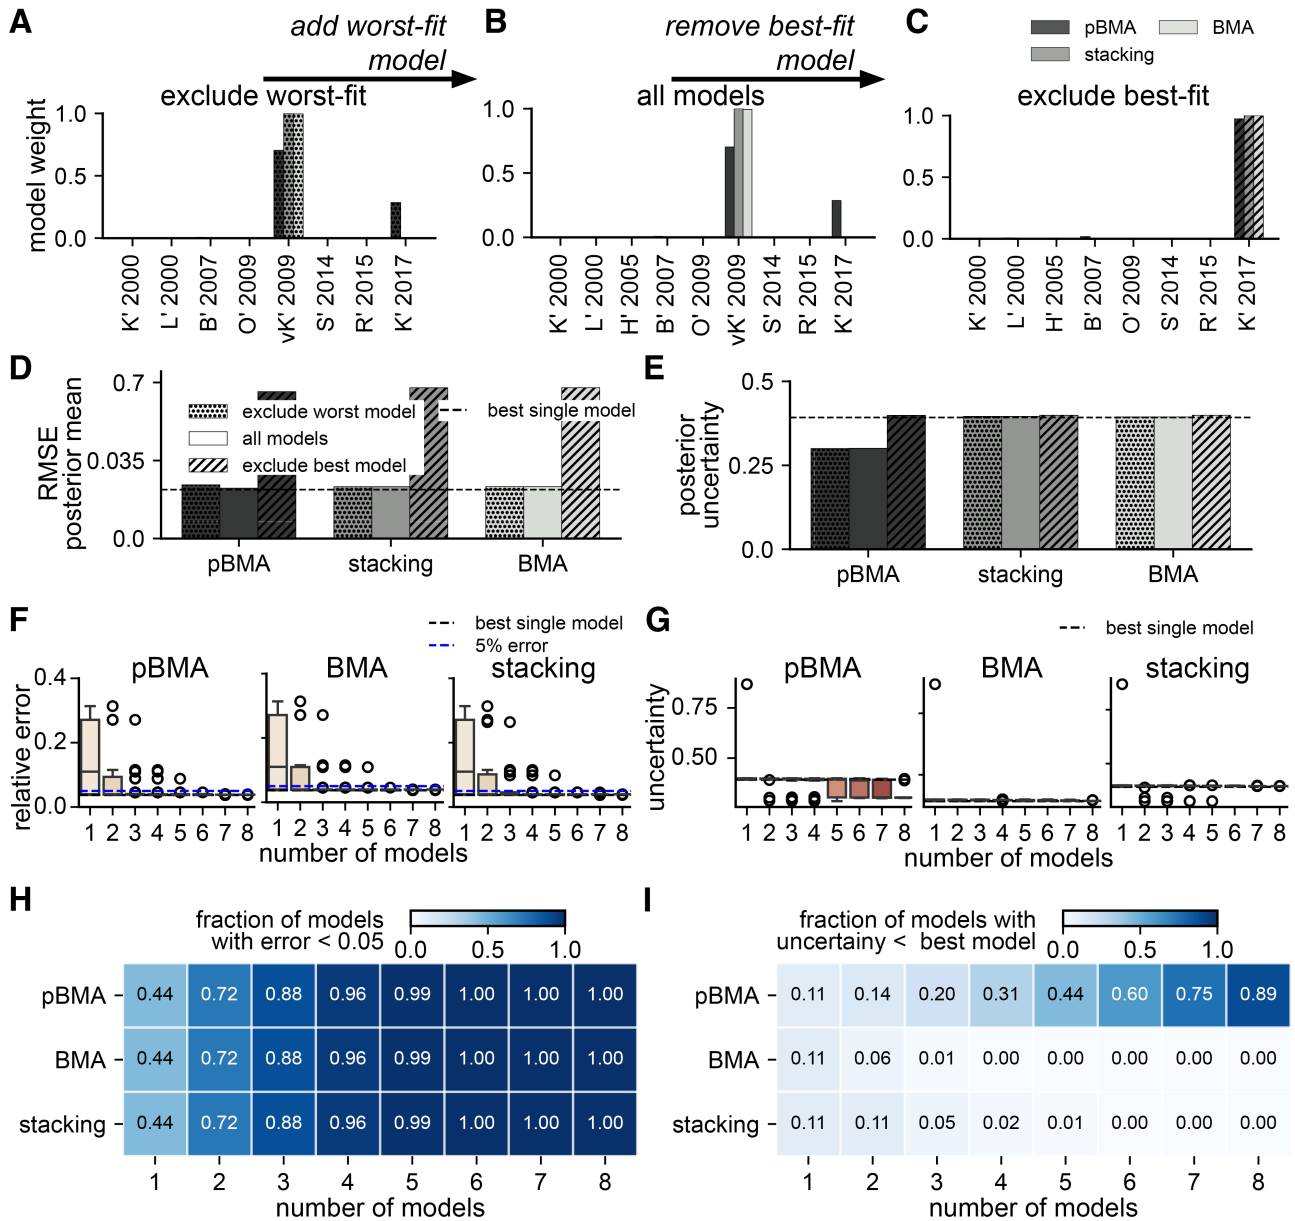 A
add worst-fit
model
exclude worst-fit
model weight
1.0
0.5
0.0
K' 2000
L' 2000
B' 2007
O' 2009
vK' 2009
S' 2014
R' 2015
K' 2017
B
remove best-fit
model
all models
1.0
0.5
0.0
K' 2000
L' 2000
H' 2005
B' 2007
O' 2009
vK' 2009
S' 2014
R' 2015
K' 2017
C
pBMA
BMA
stacking
exclude best-fit
1.0
0.5
0.0
K' 2000
L' 2000
H' 2005
B' 2007
O' 2009
S' 2014
R' 2015
K' 2017
D
RMSE
posterior mean
0.7
0.035
0.0
exclude worst model
all models
exclude best model
best single model
pBMA
stacking
BMA
E
posterior
uncertainty
0.5
0.25
0.0
pBMA
stacking
BMA
F
best single model
5% error
pBMA
BMA
stacking
relative error
0.4
0.2
0.0
1 2 3 4 5 6 7 8
1 2 3 4 5 6 7 8
1 2 3 4 5 6 7 8
number of models
G
best single model
pBMA
BMA
stacking
uncertainty
0.75
0.50
1 2 3 4 5 6 7 8
1 2 3 4 5 6 7 8
1 2 3 4 5 6 7 8
number of models
H
fraction of models
with error < 0.05
0.0 0.5 1.0
pBMA 0.44 0.72 0.88 0.96 0.99 1.00 1.00 1.00
BMA 0.44 0.72 0.88 0.96 0.99 1.00 1.00 1.00
stacking 0.44 0.72 0.88 0.96 0.99 1.00 1.00 1.00
1 2 3 4 5 6 7 8
number of models
I
fraction of models with
uncertainy < best model
0.0 0.5 1.0
pBMA 0.11 0.14 0.20 0.31 0.44 0.60 0.75 0.89
BMA 0.11 0.06 0.01 0.00 0.00 0.00 0.00 0.00
stacking 0.11 0.11 0.05 0.02 0.01 0.00 0.00 0.00
1 2 3 4 5 6 7 8
number of models